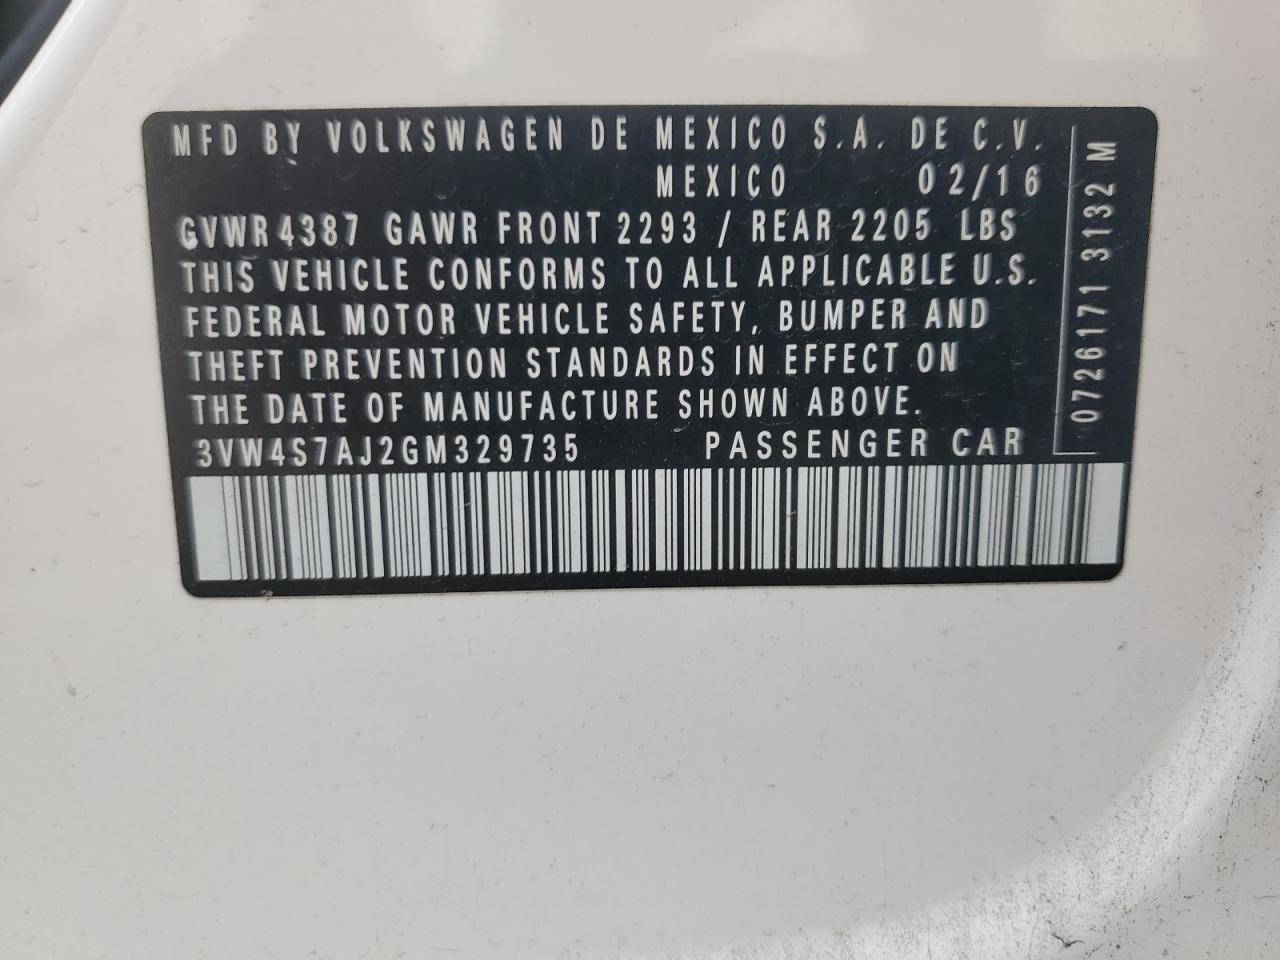 MFD BY VOLKSWAGEN DE MEXICO S.A. DE C.V.
MEXICO 02/16
GVWR 4387 GAWR FRONT 2293 / REAR 2205 LBS
THIS VEHICLE CONFORMS TO ALL APPLICABLE U.S.
FEDERAL MOTOR VEHICLE SAFETY, BUMPER AND
THEFT PREVENTION STANDARDS IN EFFECT ON
THE DATE OF MANUFACTURE SHOWN ABOVE.
3VW4S7AJ2GM329735 PASSENGER CAR
0726171 3132 M